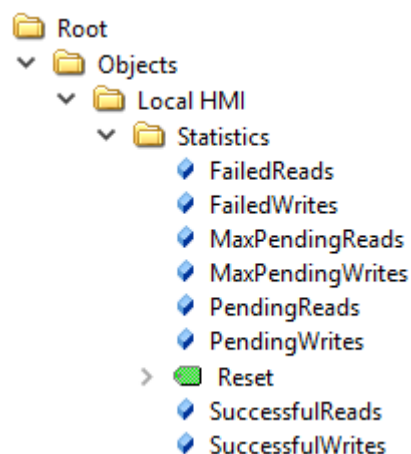 Root
Objects
Local HMI
Statistics
FailedReads
FailedWrites
MaxPendingReads
MaxPendingWrites
PendingReads
PendingWrites
Reset
SuccessfulReads
SuccessfulWrites